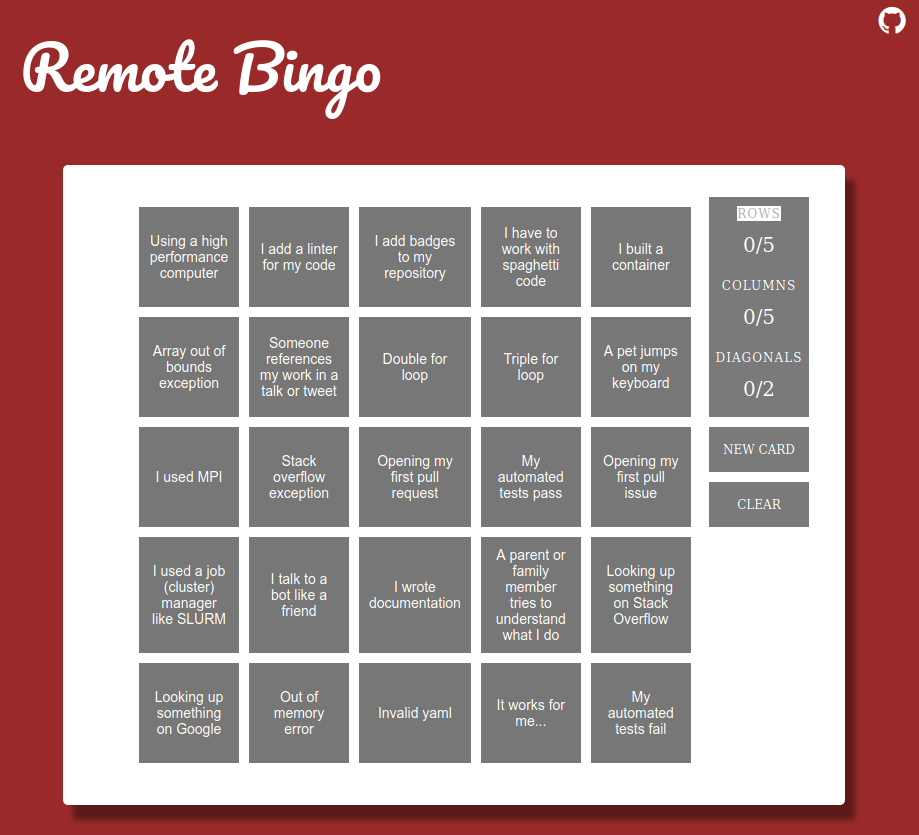 Remote Bingo
Using a high
performance
computer
I add a linter
for my code
I add badges
to my
repository
I have to
work with
spaghetti
code
I built a
container
Array out of
bounds
exception
Someone
references
my work in a
talk or tweet
Double for
loop
Triple for
loop
A pet jumps
on my
keyboard
I used MPI
Stack
overflow
exception
Opening my
first pull
request
My
automated
tests pass
Opening my
first pull
issue
I used a job
(cluster)
manager
like SLURM
I talk to a
bot like a
friend
I wrote
documentation
A parent or
family
member
tries to
understand
what I do
Looking up
something
on Stack
Overflow
Looking up
something
on Google
Out of
memory
error
Invalid yaml
It works for
me...
My
automated
tests fail
ROWS
0/5
COLUMNS
0/5
DIAGONALS
0/2
NEW CARD
CLEAR